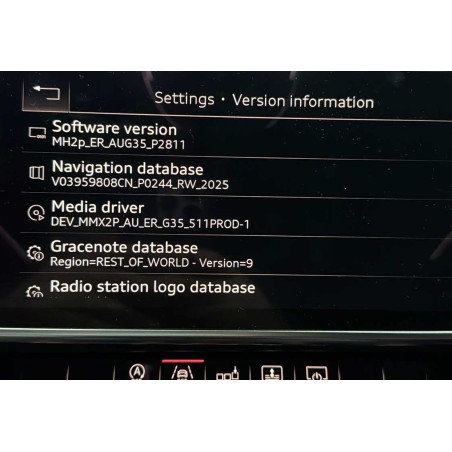 Settings · Version information
Software version
MH2p_ER_AUG35_P2811
Navigation database
V03959808CN_P0244_RW_2025
Media driver
DEV_MMX2P_AU_ER_G35_511PROD-1
Gracenote database
Region=REST_OF_WORLD - Version=9
Radio station logo database